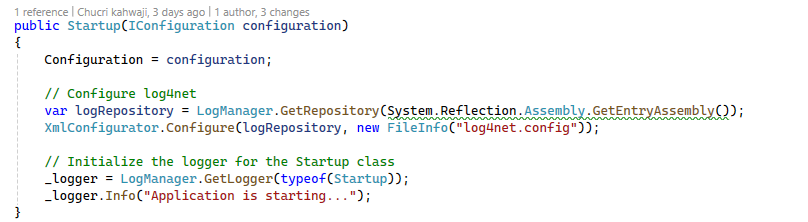 1 reference | Chucri kahwaji, 3 days ago | 1 author, 3 changes
public Startup(IConfiguration configuration)
{
    Configuration = configuration;

    // Configure log4net
    var logRepository = LogManager.GetRepository(System.Reflection.Assembly.GetEntryAssembly());
    XmlConfigurator.Configure(logRepository, new FileInfo("log4net.config"));

    // Initialize the logger for the Startup class
    _logger = LogManager.GetLogger(typeof(Startup));
    _logger.Info("Application is starting...");
}